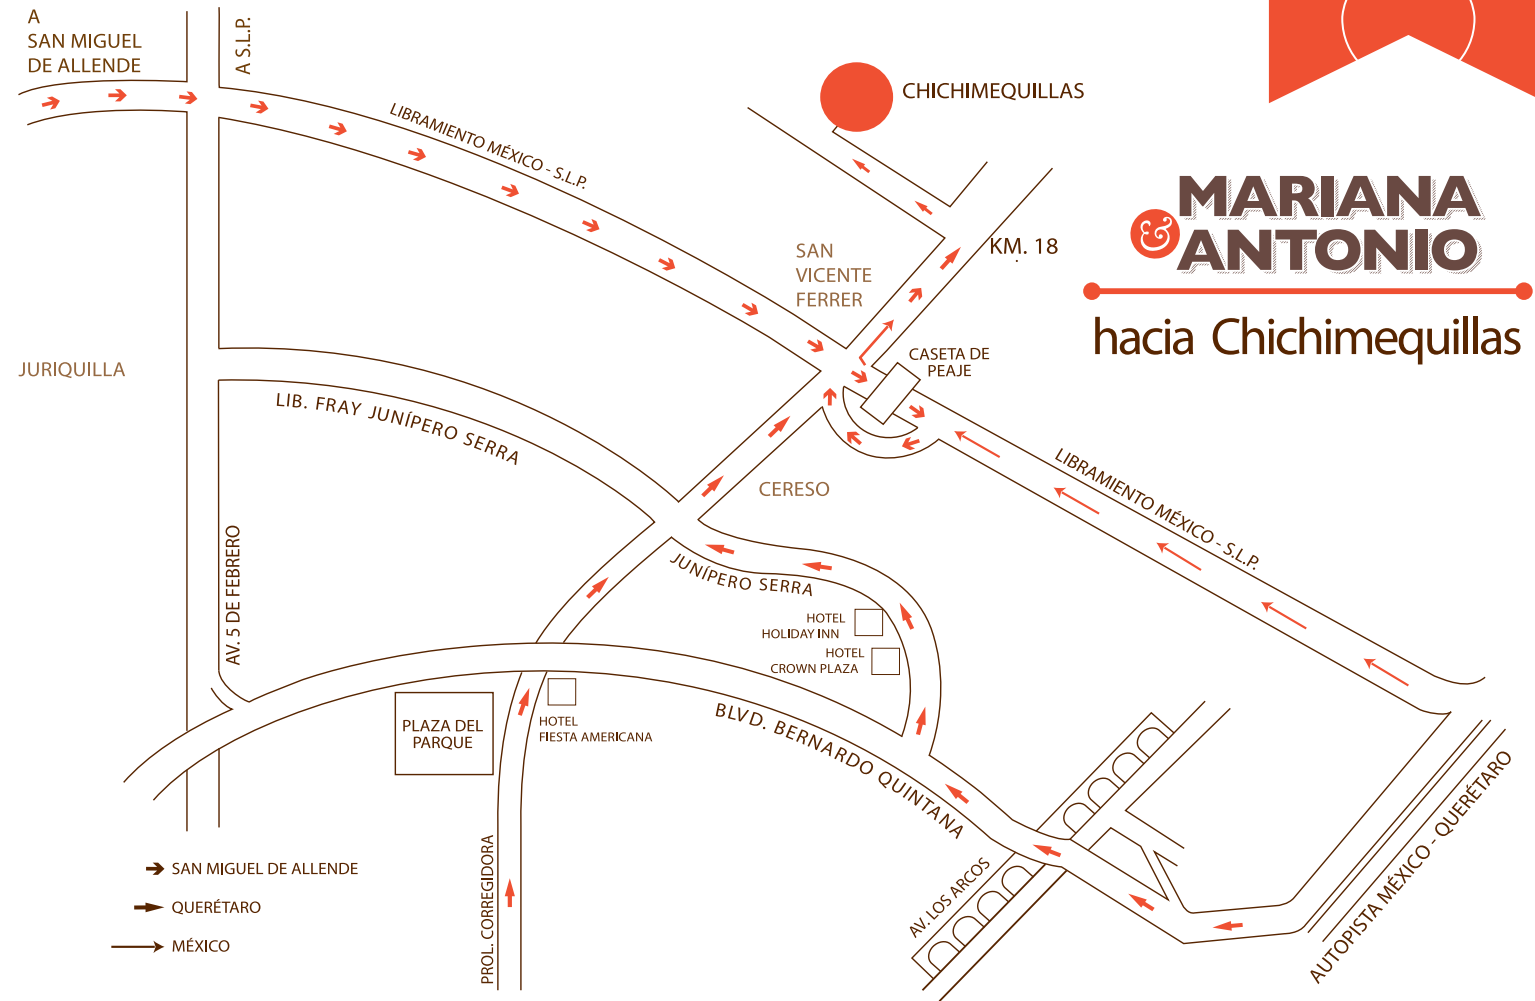 A
SAN MIGUEL
DE ALLENDE
A S.L.P.
LIBRAMIENTO MÉXICO - S.L.P.
CHICHIMEQUILLAS
MARIANA
& ANTONIO
hacia Chichimequillas
KM. 18
SAN
VICENTE
FERRER
CASETA DE
PEAJE
JURIQUILLA
LIB. FRAY JUNÍPERO SERRA
CERESO
LIBRAMIENTO MÉXICO - S.L.P.
AV. 5 DE FEBRERO
JUNÍPERO SERRA
HOTEL
HOLIDAY INN
HOTEL
CROWN PLAZA
PLAZA DEL
PARQUE
HOTEL
FIESTA AMERICANA
BLVD. BERNARDO QUINTANA
PROL. CORREGIDORA
AV. LOS ARCOS
AUTOPISTA MÉXICO - QUERÉTARO
SAN MIGUEL DE ALLENDE
QUERÉTARO
MÉXICO